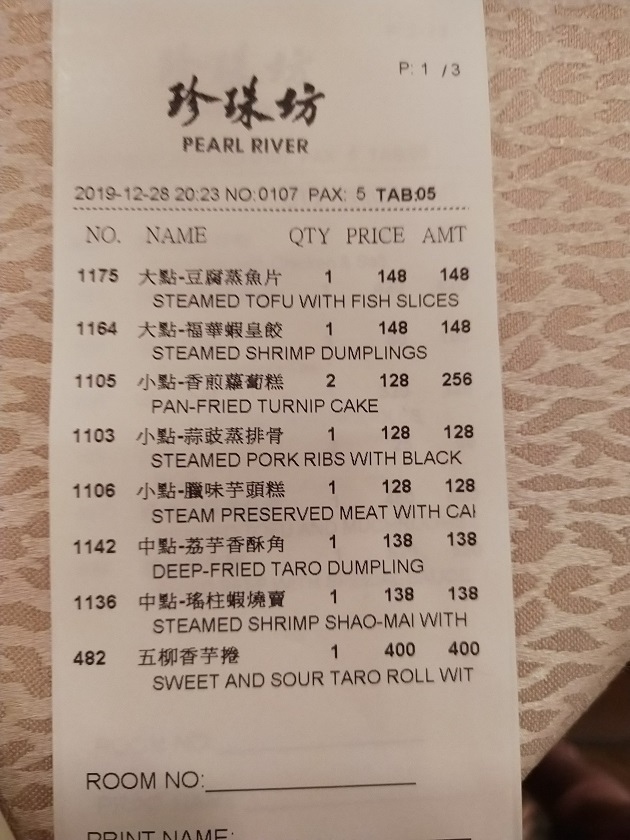 P: 1 / 3
珍珠坊
PEARL RIVER
2019-12-28 20:23 NO:0107 PAX: 5 TAB:05
NO. NAME QTY PRICE AMT
1175 大點-豆腐蒸魚片 1 148 148
STEAMED TOFU WITH FISH SLICES
1164 大點-福華蝦皇餃 1 148 148
STEAMED SHRIMP DUMPLINGS
1105 小點-香煎蘿蔔糕 2 128 256
PAN-FRIED TURNIP CAKE
1103 小點-蒜豉蒸排骨 1 128 128
STEAMED PORK RIBS WITH BLACK
1106 小點-臘味芋頭糕 1 128 128
STEAM PRESERVED MEAT WITH CAK
1142 中點-荔芋香酥角 1 138 138
DEEP-FRIED TARO DUMPLING
1136 中點-瑤柱蝦燒賣 1 138 138
STEAMED SHRIMP SHAO-MAI WITH
482 五柳香芋捲 1 400 400
SWEET AND SOUR TARO ROLL WIT
ROOM NO:
PRINT NAME: